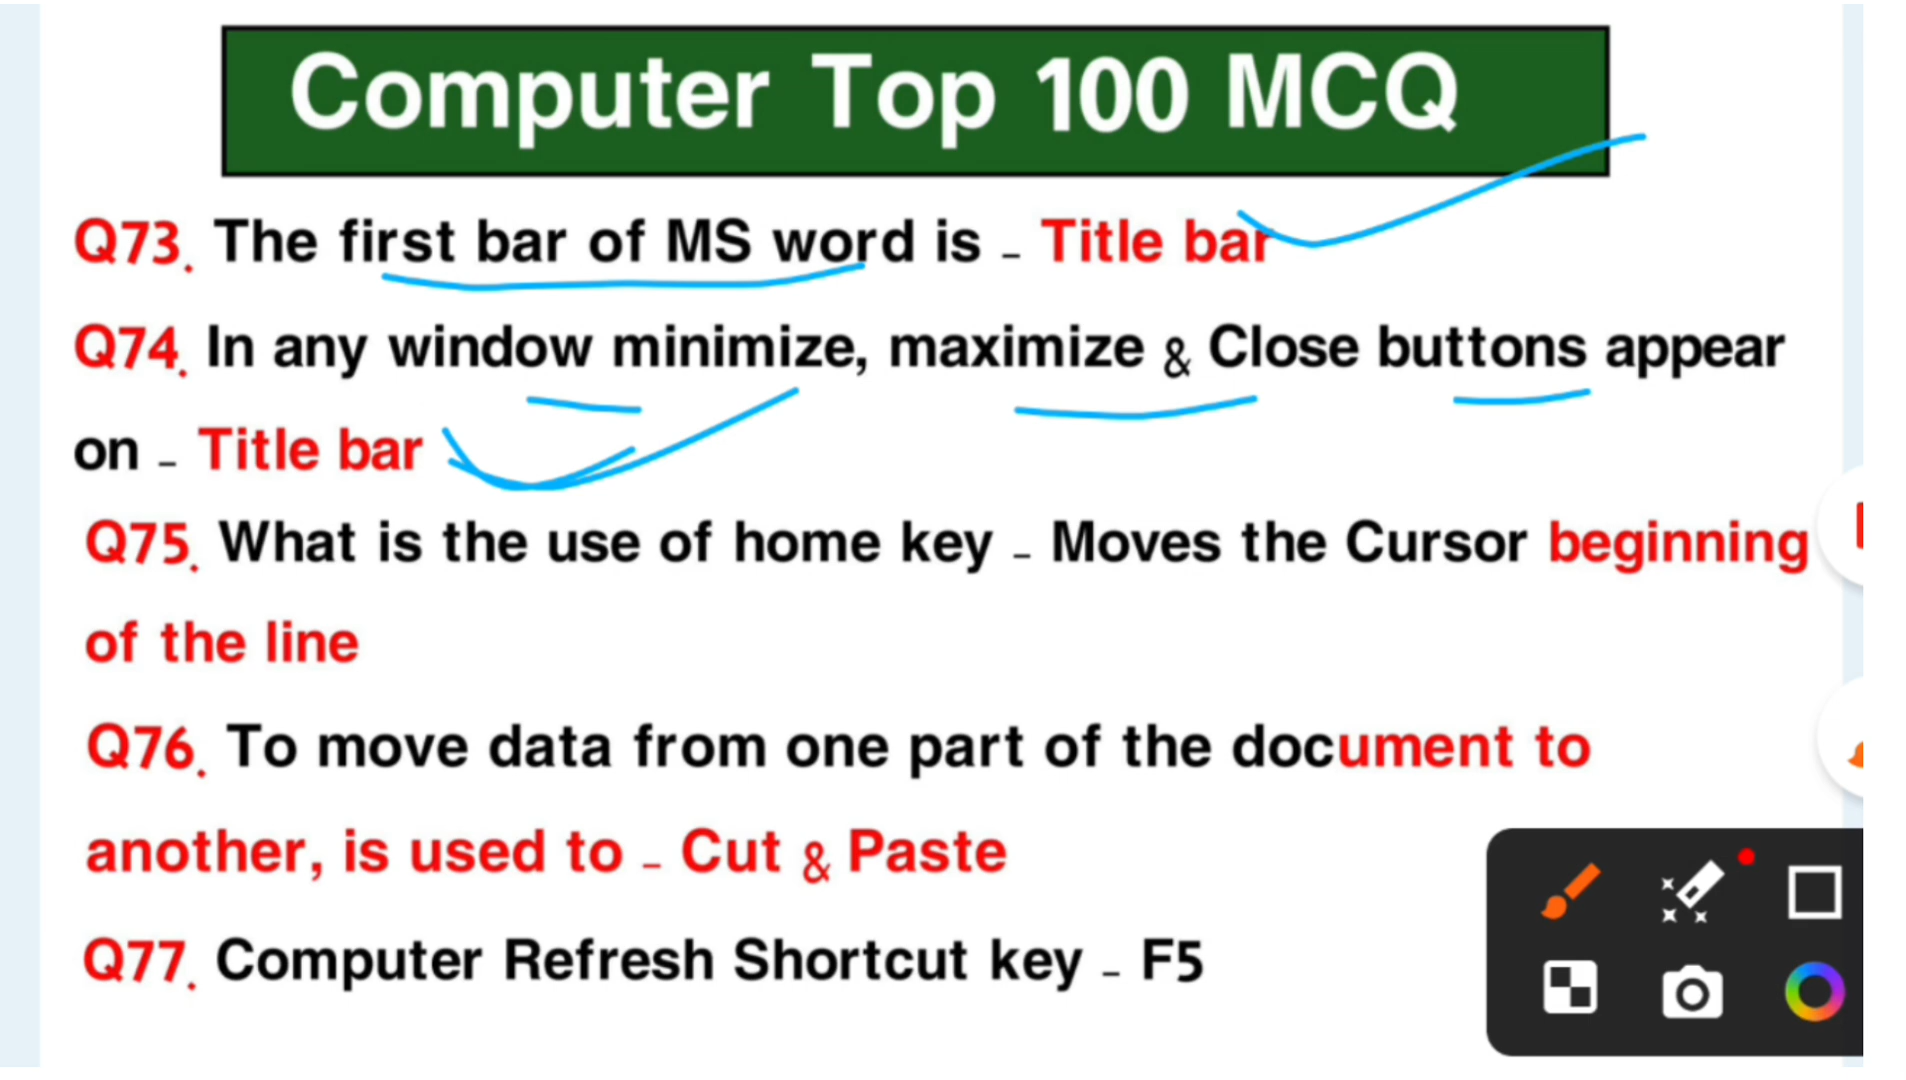 Computer Top 100 MCQ
Q73. The first bar of MS word is - Title bar
Q74. In any window minimize, maximize & Close buttons appear
on - Title bar
Q75. What is the use of home key - Moves the Cursor beginning
of the line
Q76. To move data from one part of the document to
another, is used to - Cut & Paste
Q77. Computer Refresh Shortcut key - F5